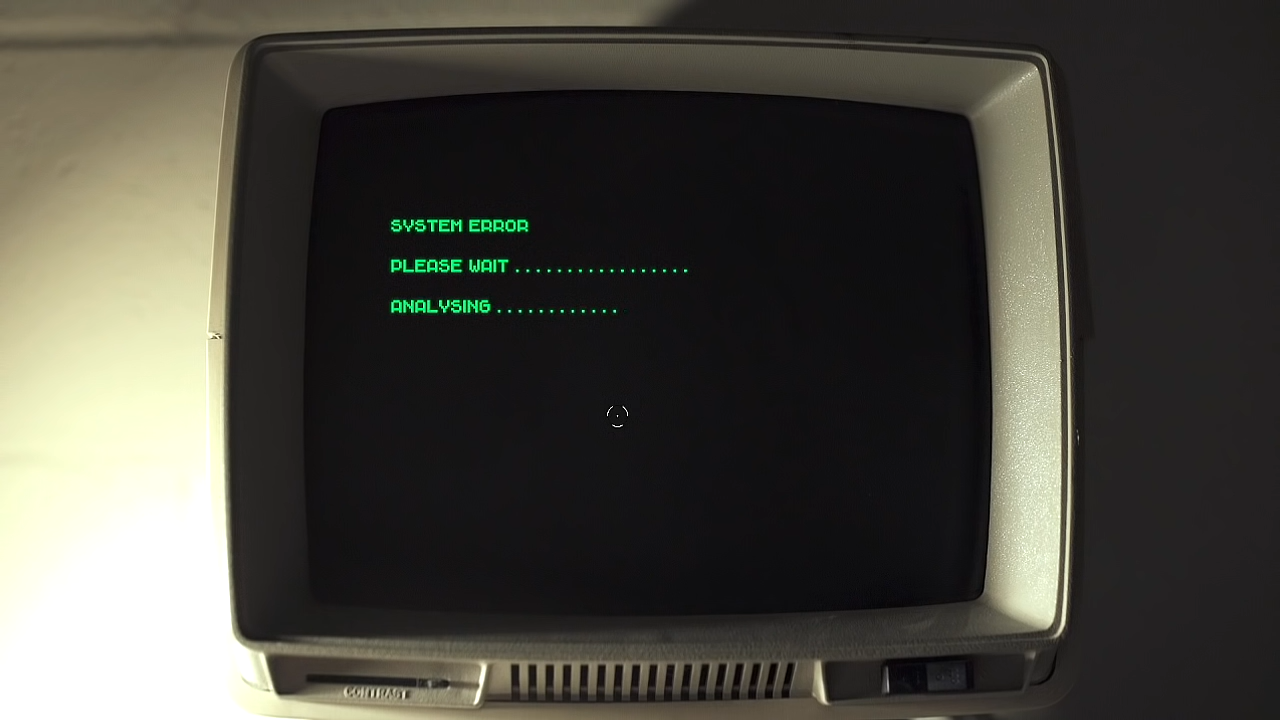 SYSTEM ERROR
PLEASE WAIT .................
ANALYSING ............
CONTRAST